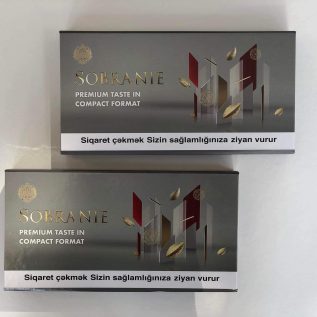 SOBRANIE
PREMIUM TASTE IN
COMPACT FORMAT
Siqaret çəkmək Sizin sağlamlığınıza ziyan vurur
SOBRANIE
PREMIUM TASTE IN
COMPACT FORMAT
Siqaret çəkmək Sizin sağlamlığınıza ziyan vurur